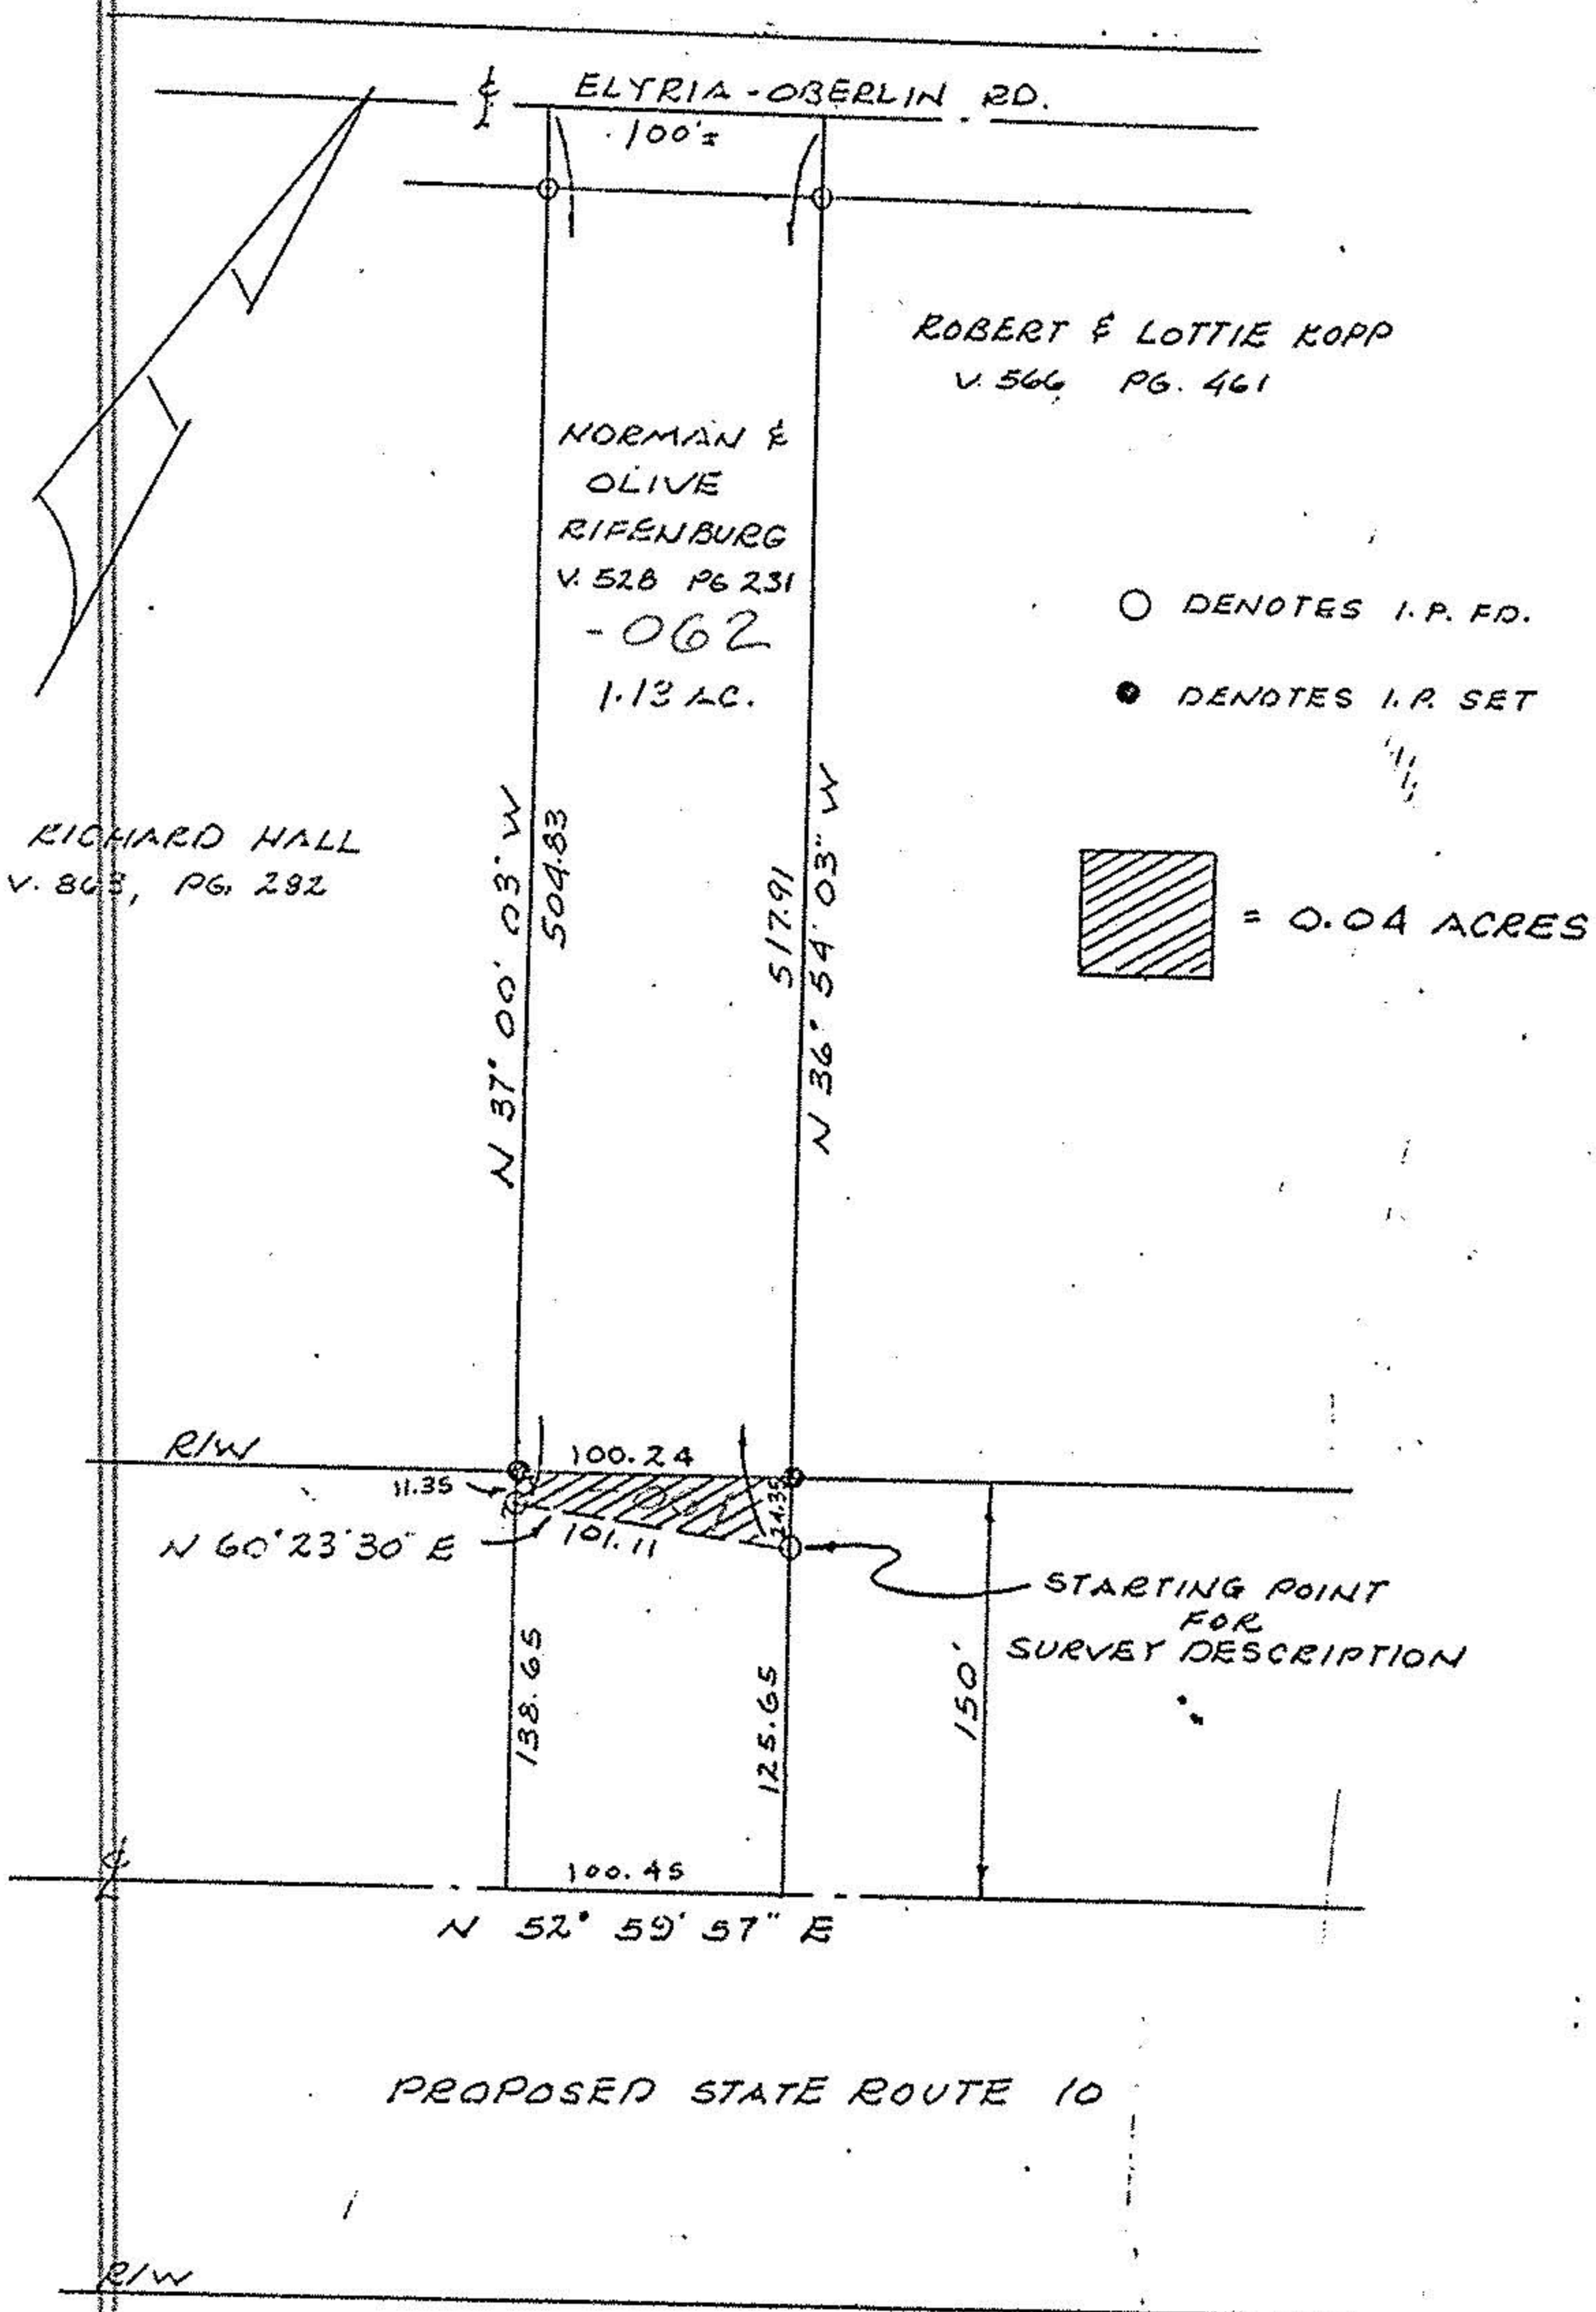 ELYRIA-OBERLIN RD.
100'±
ROBERT & LOTTIE KOPP
V. 566, PG. 461
NORMAN &
OLIVE
RIFENBURG
V. 528 PG 231
-062
1.13 AC.
O DENOTES I.P. FD.
● DENOTES I.P. SET
= 0.04 ACRES
RICHARD HALL
PG. 292
N 37° 00' 03" W
504.83
517.91
N 36° 54' 03" W
R/W
100.24
11.35
24.35
N 60° 23' 30" E
101.11
STARTING POINT
FOR
SURVEY DESCRIPTION
138.65
125.65
150'
100.45
N 52° 59' 57" E
PROPOSED STATE ROUTE 10
R/W